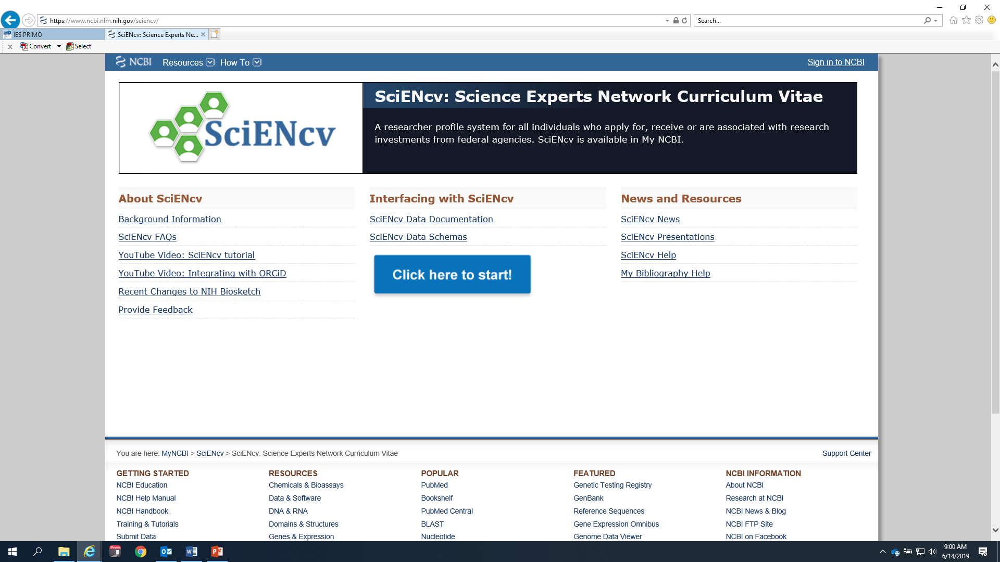 https://www.ncbi.nlm.nih.gov/sciencv/
Search...
IES PRIMO
SciENcv: Science Experts Ne...
Convert
Select
NCBI
Resources
How To
Sign in to NCBI
SciENcv
SciENcv: Science Experts Network Curriculum Vitae
A researcher profile system for all individuals who apply for, receive or are associated with research
investments from federal agencies. SciENcv is available in My NCBI.
About SciENcv
Background Information
SciENcv FAQs
YouTube Video: SciENcv tutorial
YouTube Video: Integrating with ORCiD
Recent Changes to NIH Biosketch
Provide Feedback
Interfacing with SciENcv
SciENcv Data Documentation
SciENcv Data Schemas
Click here to start!
News and Resources
SciENcv News
SciENcv Presentations
SciENcv Help
My Bibliography Help
You are here: MyNCBI > SciENcv > SciENcv: Science Experts Network Curriculum Vitae
Support Center
GETTING STARTED
NCBI Education
NCBI Help Manual
NCBI Handbook
Training & Tutorials
Submit Data
RESOURCES
Chemicals & Bioassays
Data & Software
DNA & RNA
Domains & Structures
Genes & Expression
POPULAR
PubMed
Bookshelf
PubMed Central
BLAST
Nucleotide
FEATURED
Genetic Testing Registry
GenBank
Reference Sequences
Gene Expression Omnibus
Genome Data Viewer
NCBI INFORMATION
About NCBI
Research at NCBI
NCBI News & Blog
NCBI FTP Site
NCBI on Facebook
9:00 AM
6/14/2019